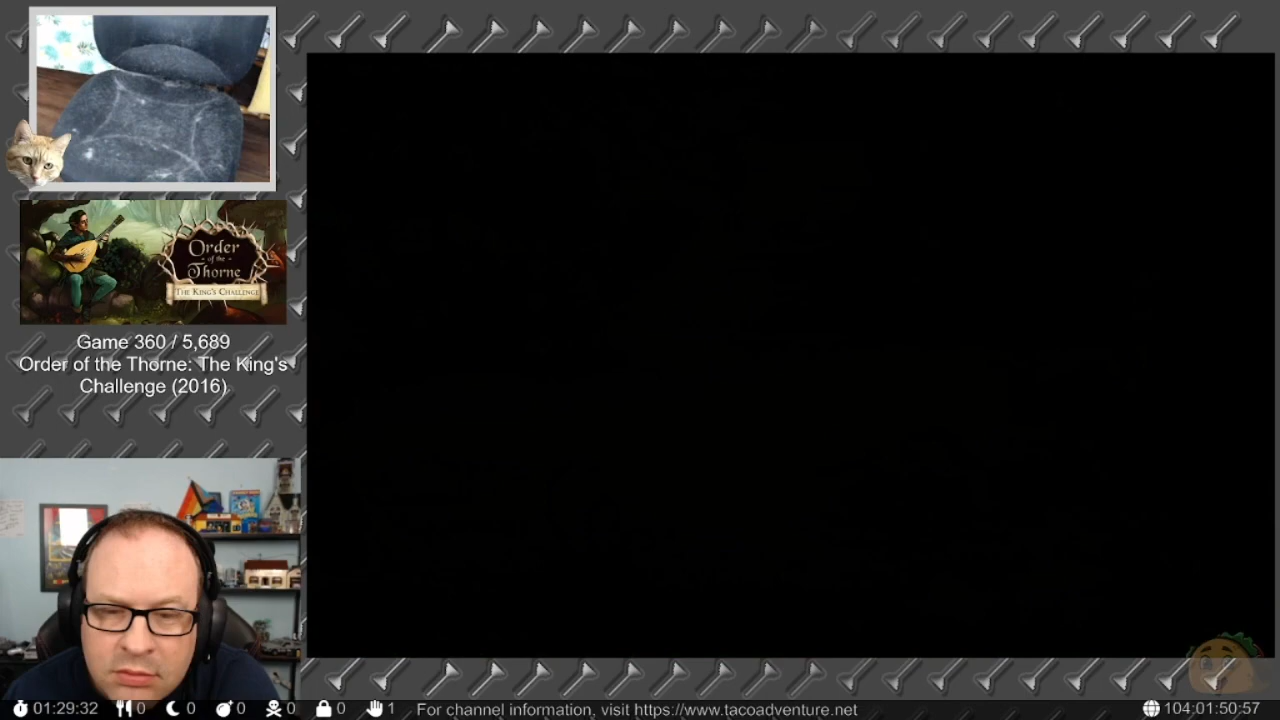 Order
of the
Thorne
THE KING'S CHALLENGE
Game 360 / 5,689
Order of the Thorne: The King's
Challenge (2016)
01:29:32 0 0 0 0 0 1 For channel information, visit https://www.tacoadventure.net 104:01:50:57